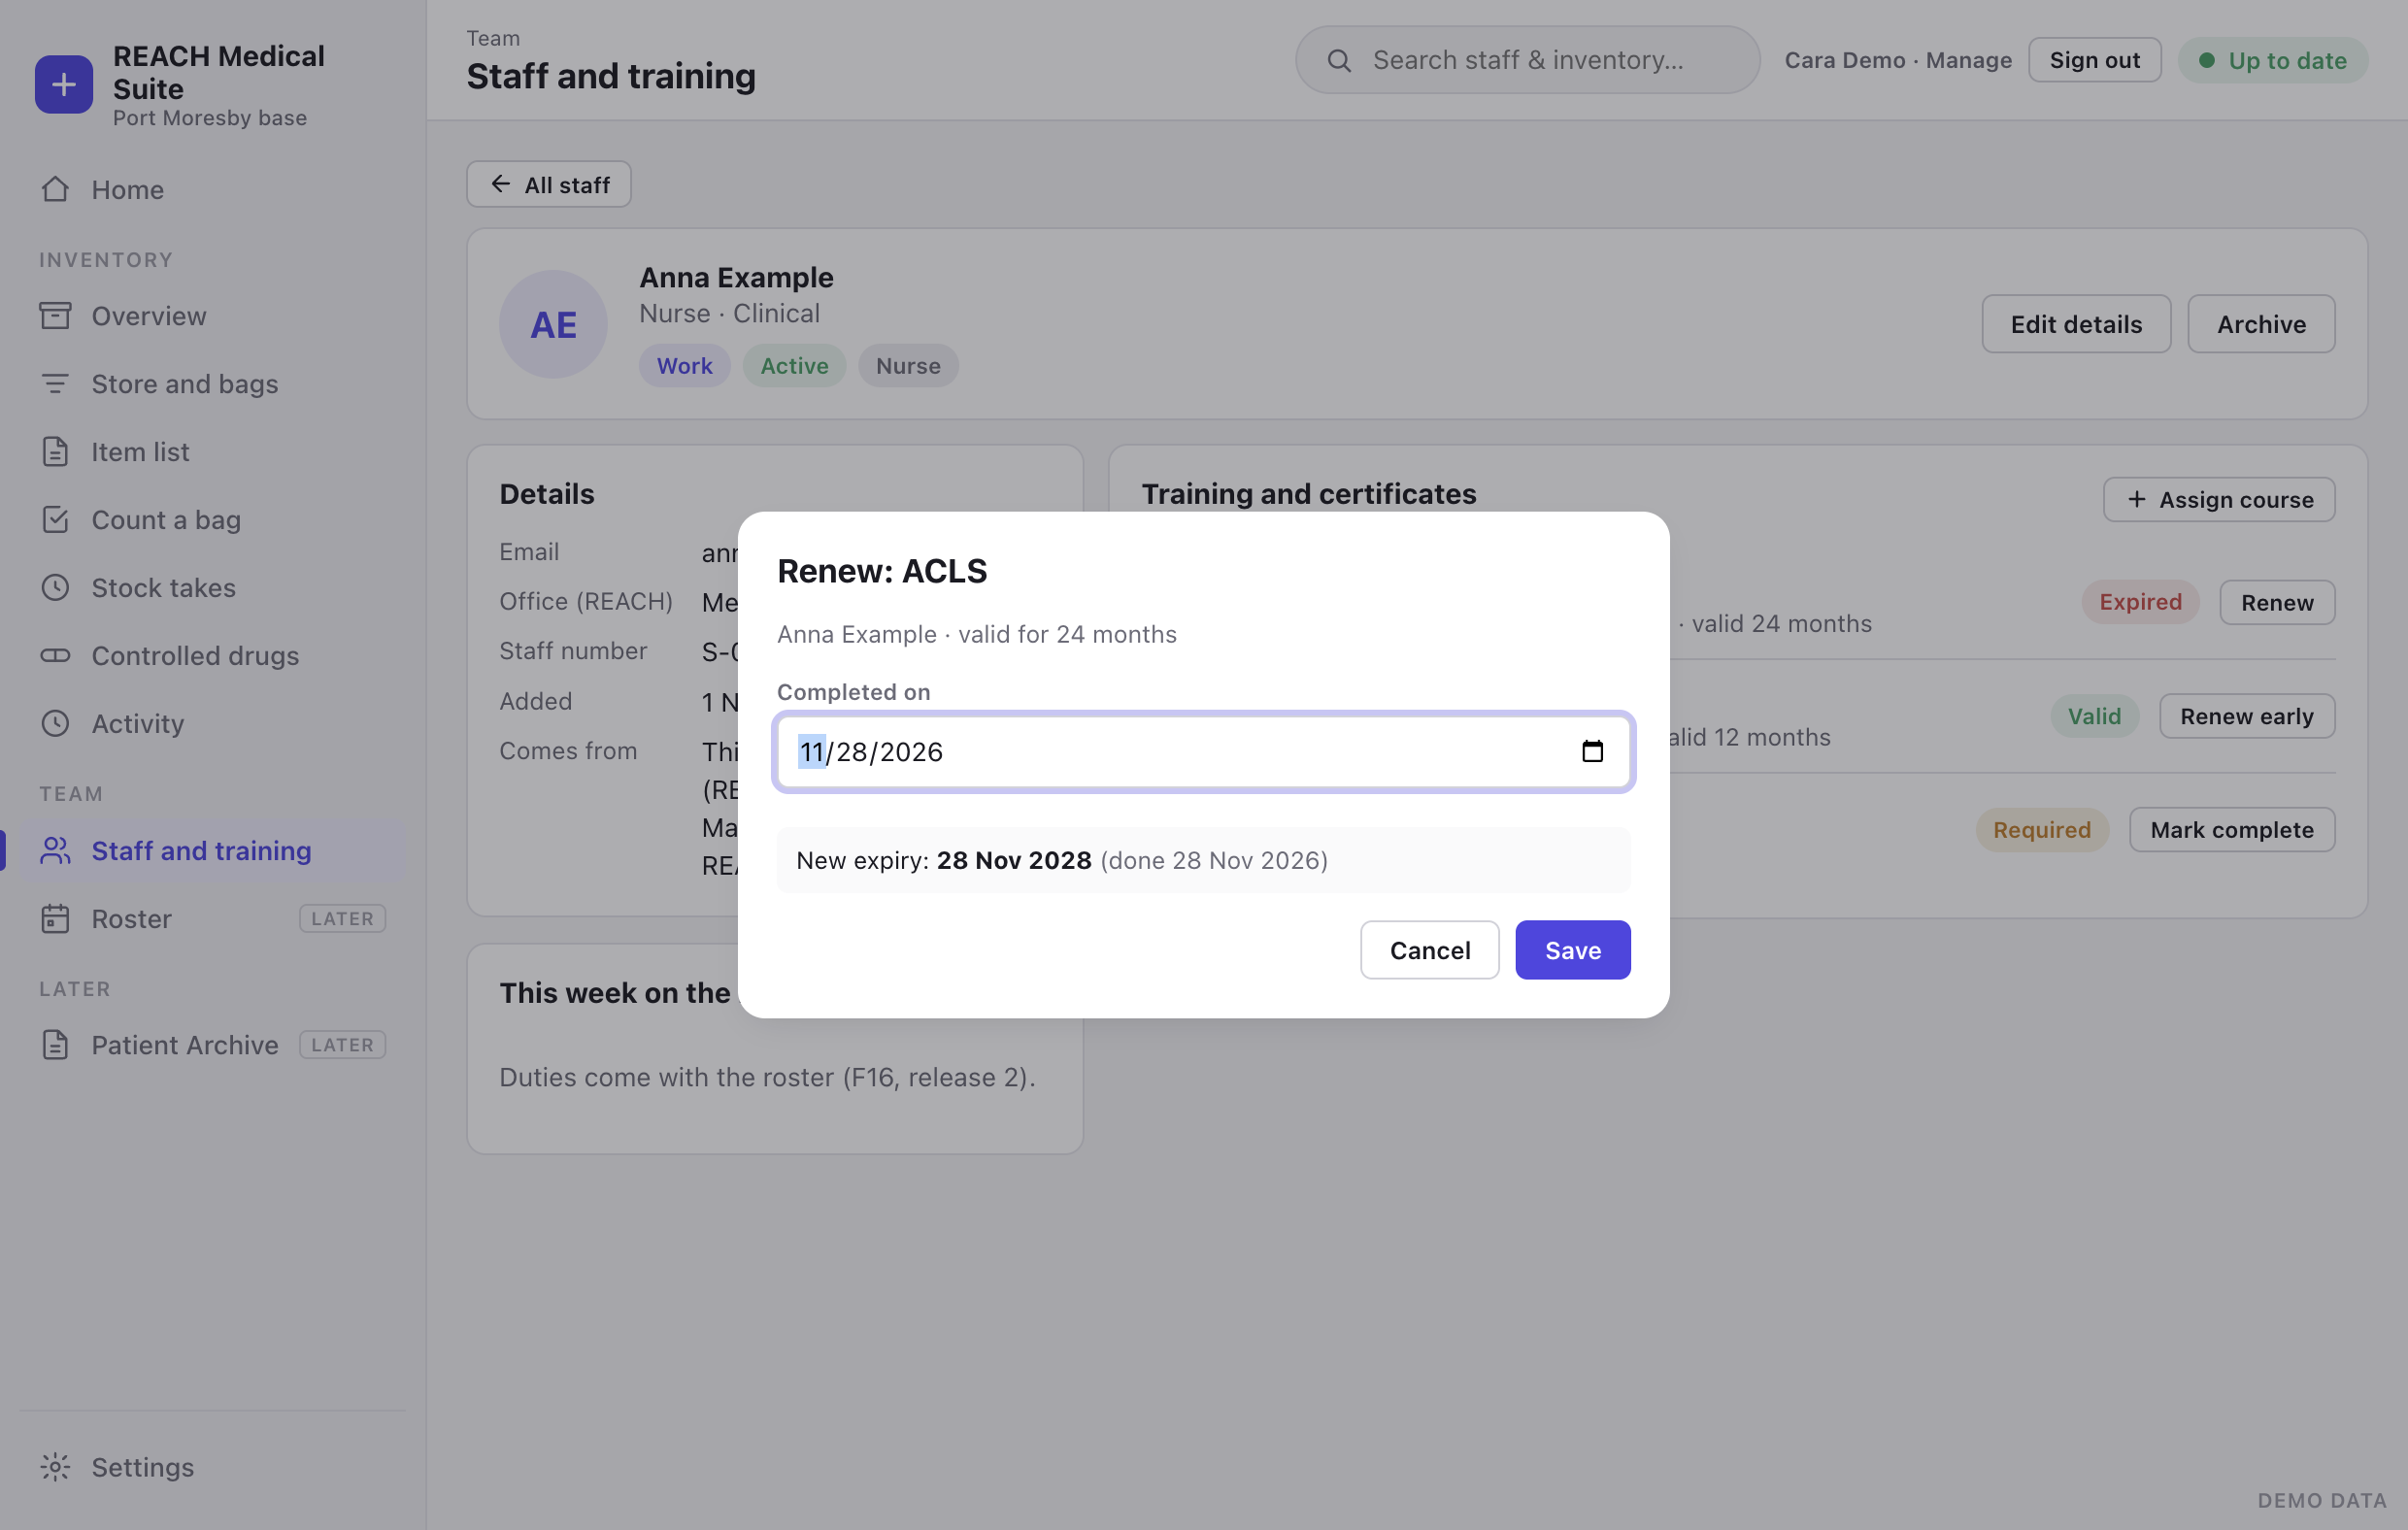 REACH Medical
Suite
Port Moresby base
Home
INVENTORY
Overview
Store and bags
Item list
Count a bag
Stock takes
Controlled drugs
Activity
TEAM
Staff and training
Roster LATER
LATER
Patient Archive LATER
Settings
Team
Staff and training
Search staff & inventory...
Cara Demo · Manage
Sign out
Up to date
All staff
AE
Anna Example
Nurse · Clinical
Work Active Nurse
Edit details
Archive
Details
Email
Office (REACH)
Staff number
Added 1
Comes from
Training and certificates
+ Assign course
· valid 24 months
Expired
Renew
12 months
Valid
Renew early
Required
Mark complete
Renew: ACLS
Anna Example · valid for 24 months
Completed on
11/28/2026
New expiry: 28 Nov 2028 (done 28 Nov 2026)
Cancel
Save
This week on the
Duties come with the roster (F16, release 2).
DEMO DATA